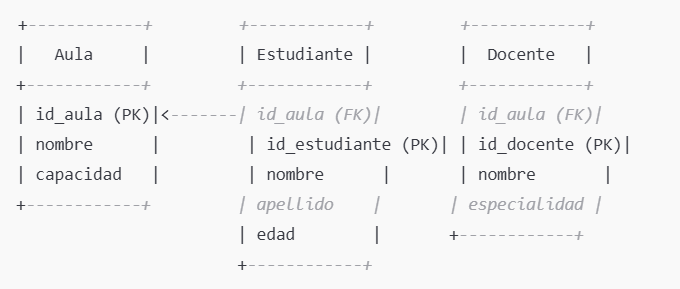 +------------+         +------------+         +------------+
|   Aula     |         | Estudiante |         |  Docente   |
+------------+         +------------+         +------------+
| id_aula (PK)|<-------| id_aula (FK)|        | id_aula (FK)|
| nombre      |         | id_estudiante (PK)| | id_docente (PK)|
| capacidad   |         | nombre      |       | nombre       |
+------------+         | apellido    |       | especialidad |
| edad        |       +------------+
+------------+